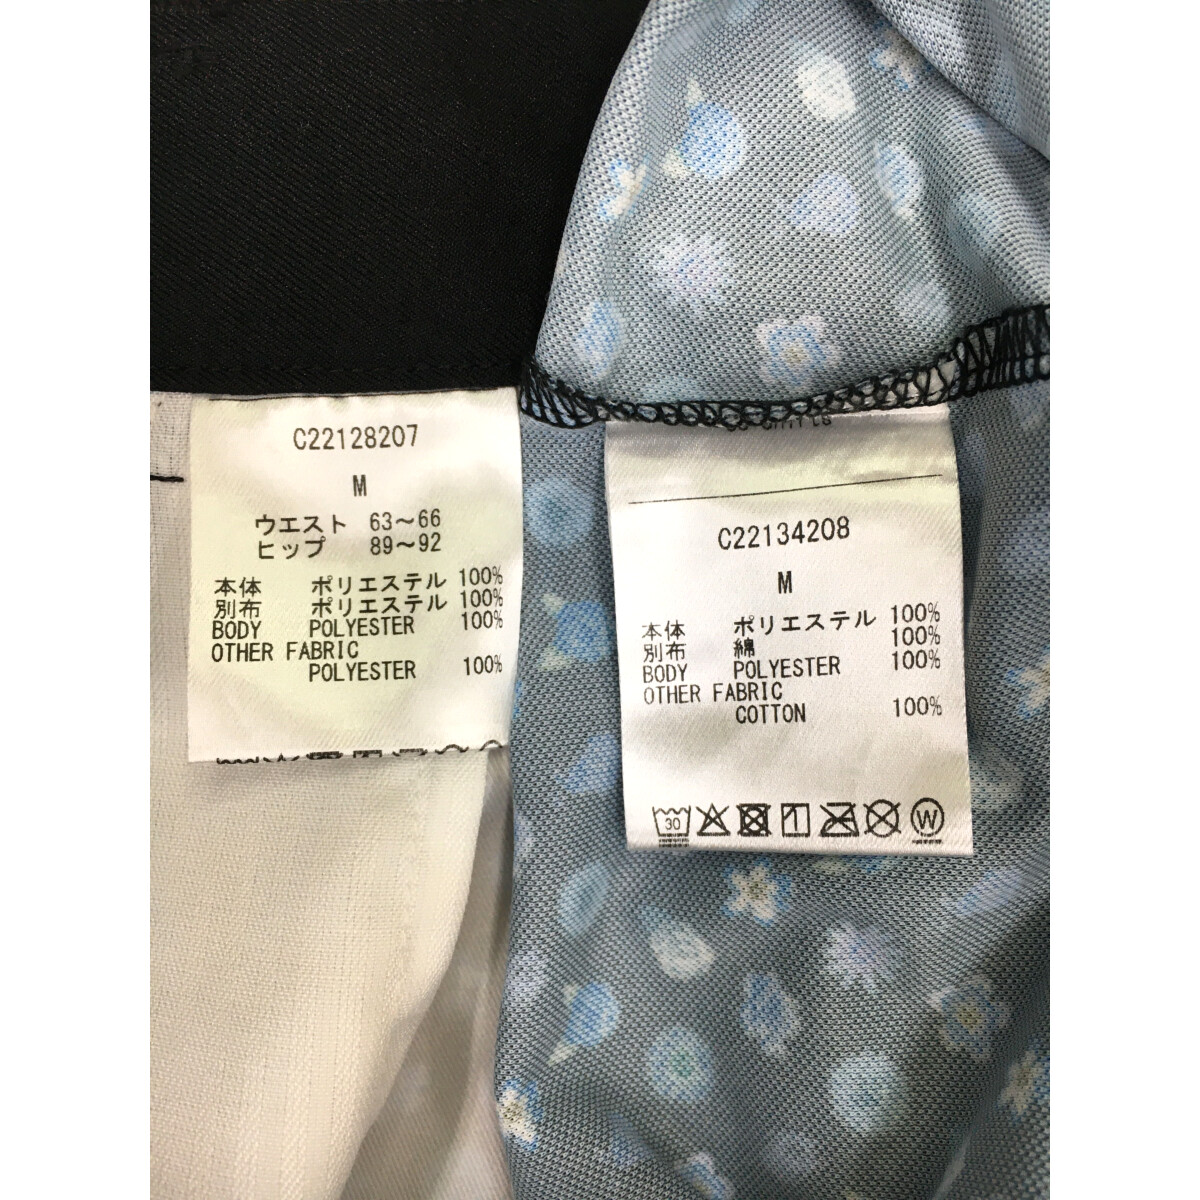 C22128207
M
ウエスト 63～66
ヒップ 89～92
本体 ポリエステル 100%
別布 ポリエステル 100%
BODY POLYESTER 100%
OTHER FABRIC
POLYESTER 100%
C22134208
M
本体 ポリエステル 100%
別布 綿 100%
BODY POLYESTER 100%
OTHER FABRIC
COTTON 100%
30
W